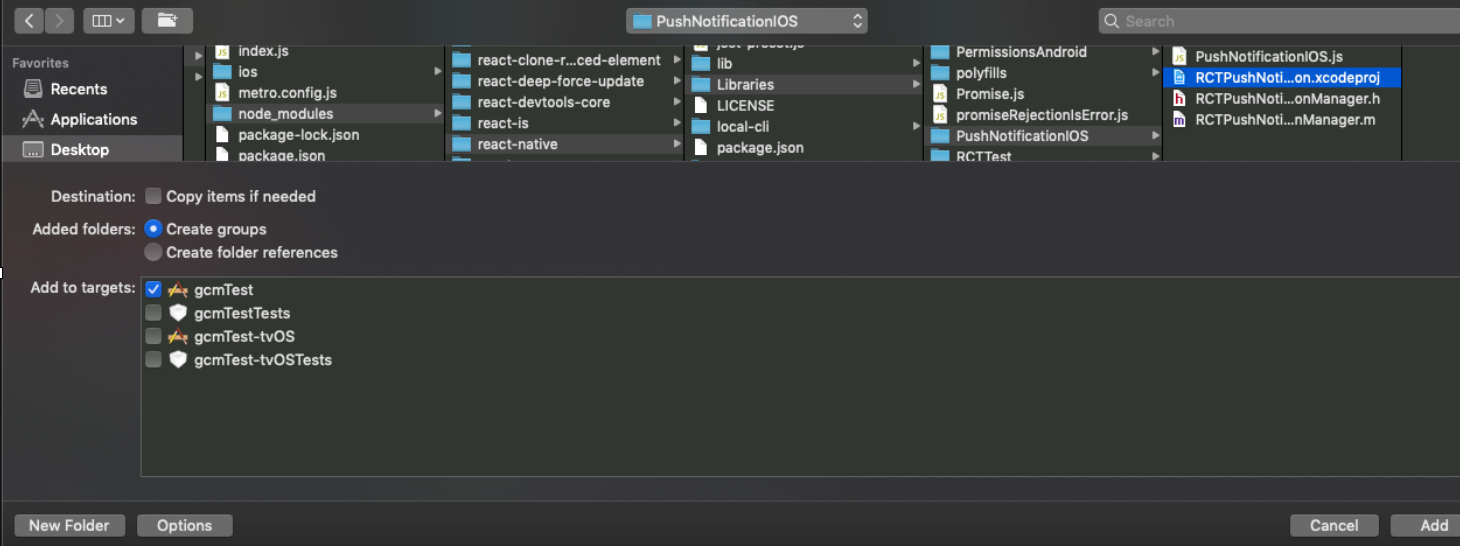 PushNotificationIOS
Search
Favorites
Recents
Applications
Desktop
index.js
ios
metro.config.js
node_modules
package-lock.json
package.json
react-clone-r...ced-element
react-deep-force-update
react-devtools-core
react-is
react-native
lib
Libraries
LICENSE
local-cli
package.json
PermissionsAndroid
polyfills
Promise.js
promiseRejectionIsError.js
PushNotificationIOS
RCTTest
PushNotificationIOS.js
RCTPushNoti...on.xcodeproj
RCTPushNoti...onManager.h
RCTPushNoti...nManager.m
Destination: Copy items if needed
Added folders: Create groups
Create folder references
Add to targets: gcmTest
gcmTestTests
gcmTest-tvOS
gcmTest-tvOSTests
New Folder Options Cancel Add